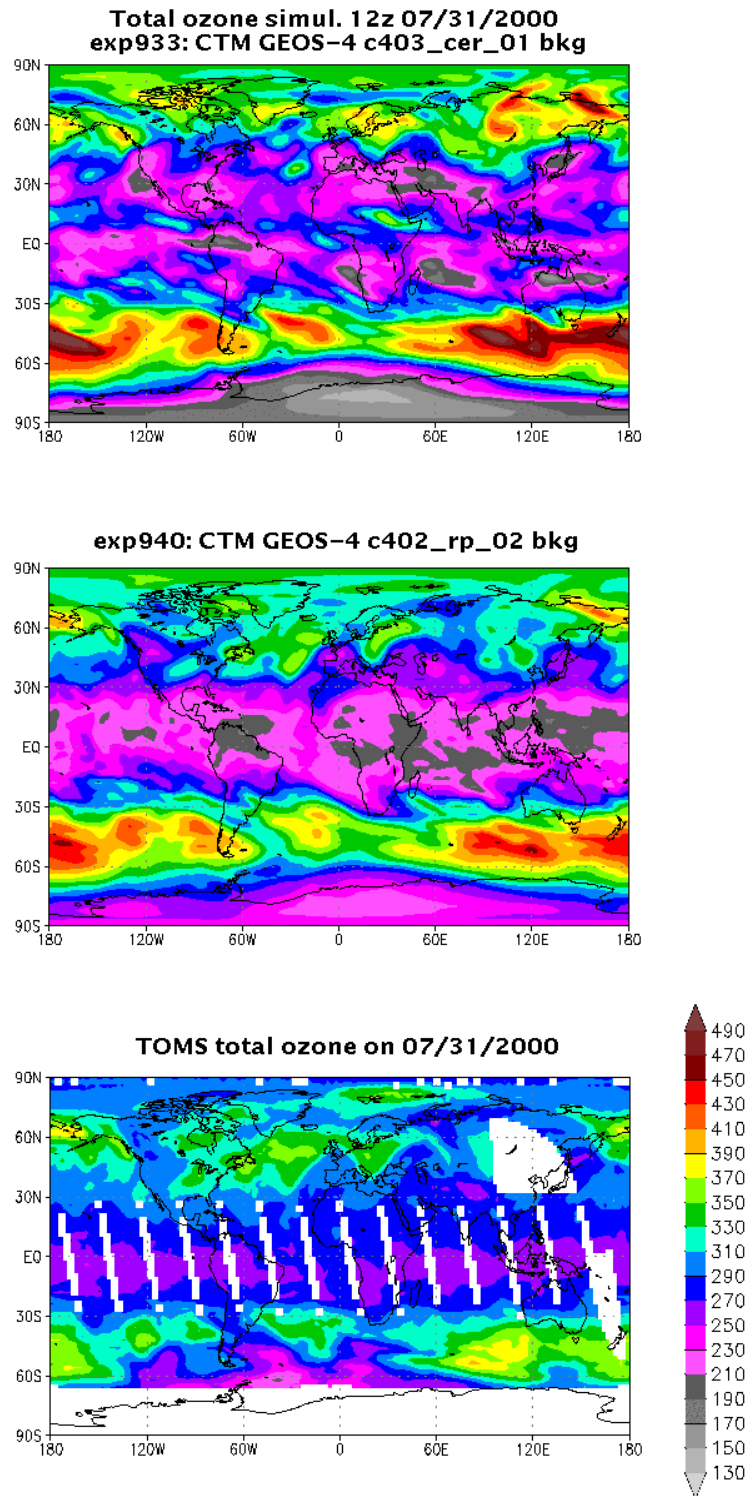 Total ozone simul. 12z 07/31/2000
exp933: CTM GEOS-4 c403_cer_01 bkg
90N
60N
30N
EQ
30S
60S
90S
180 120W 60W 0 60E 120E 180
exp940: CTM GEOS-4 c402_rp_02 bkg
90N
60N
30N
EQ
30S
60S
90S
180 120W 60W 0 60E 120E 180
TOMS total ozone on 07/31/2000
90N
60N
30N
EQ
30S
60S
90S
180 120W 60W 0 60E 120E 180
490
470
450
430
410
390
370
350
330
310
290
270
250
230
210
190
170
150
130